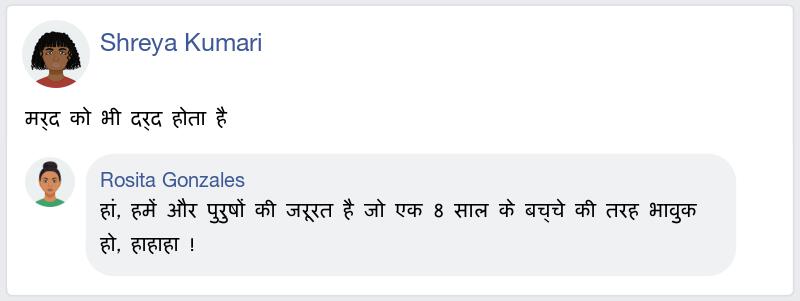 Shreya Kumari
मर्द को भी दर्द होता है
Rosita Gonzales
हां, हमें और पुरुषों की जरूरत है जो एक 8 साल के बच्चे की तरह भावुक
हो, हाहाहा !